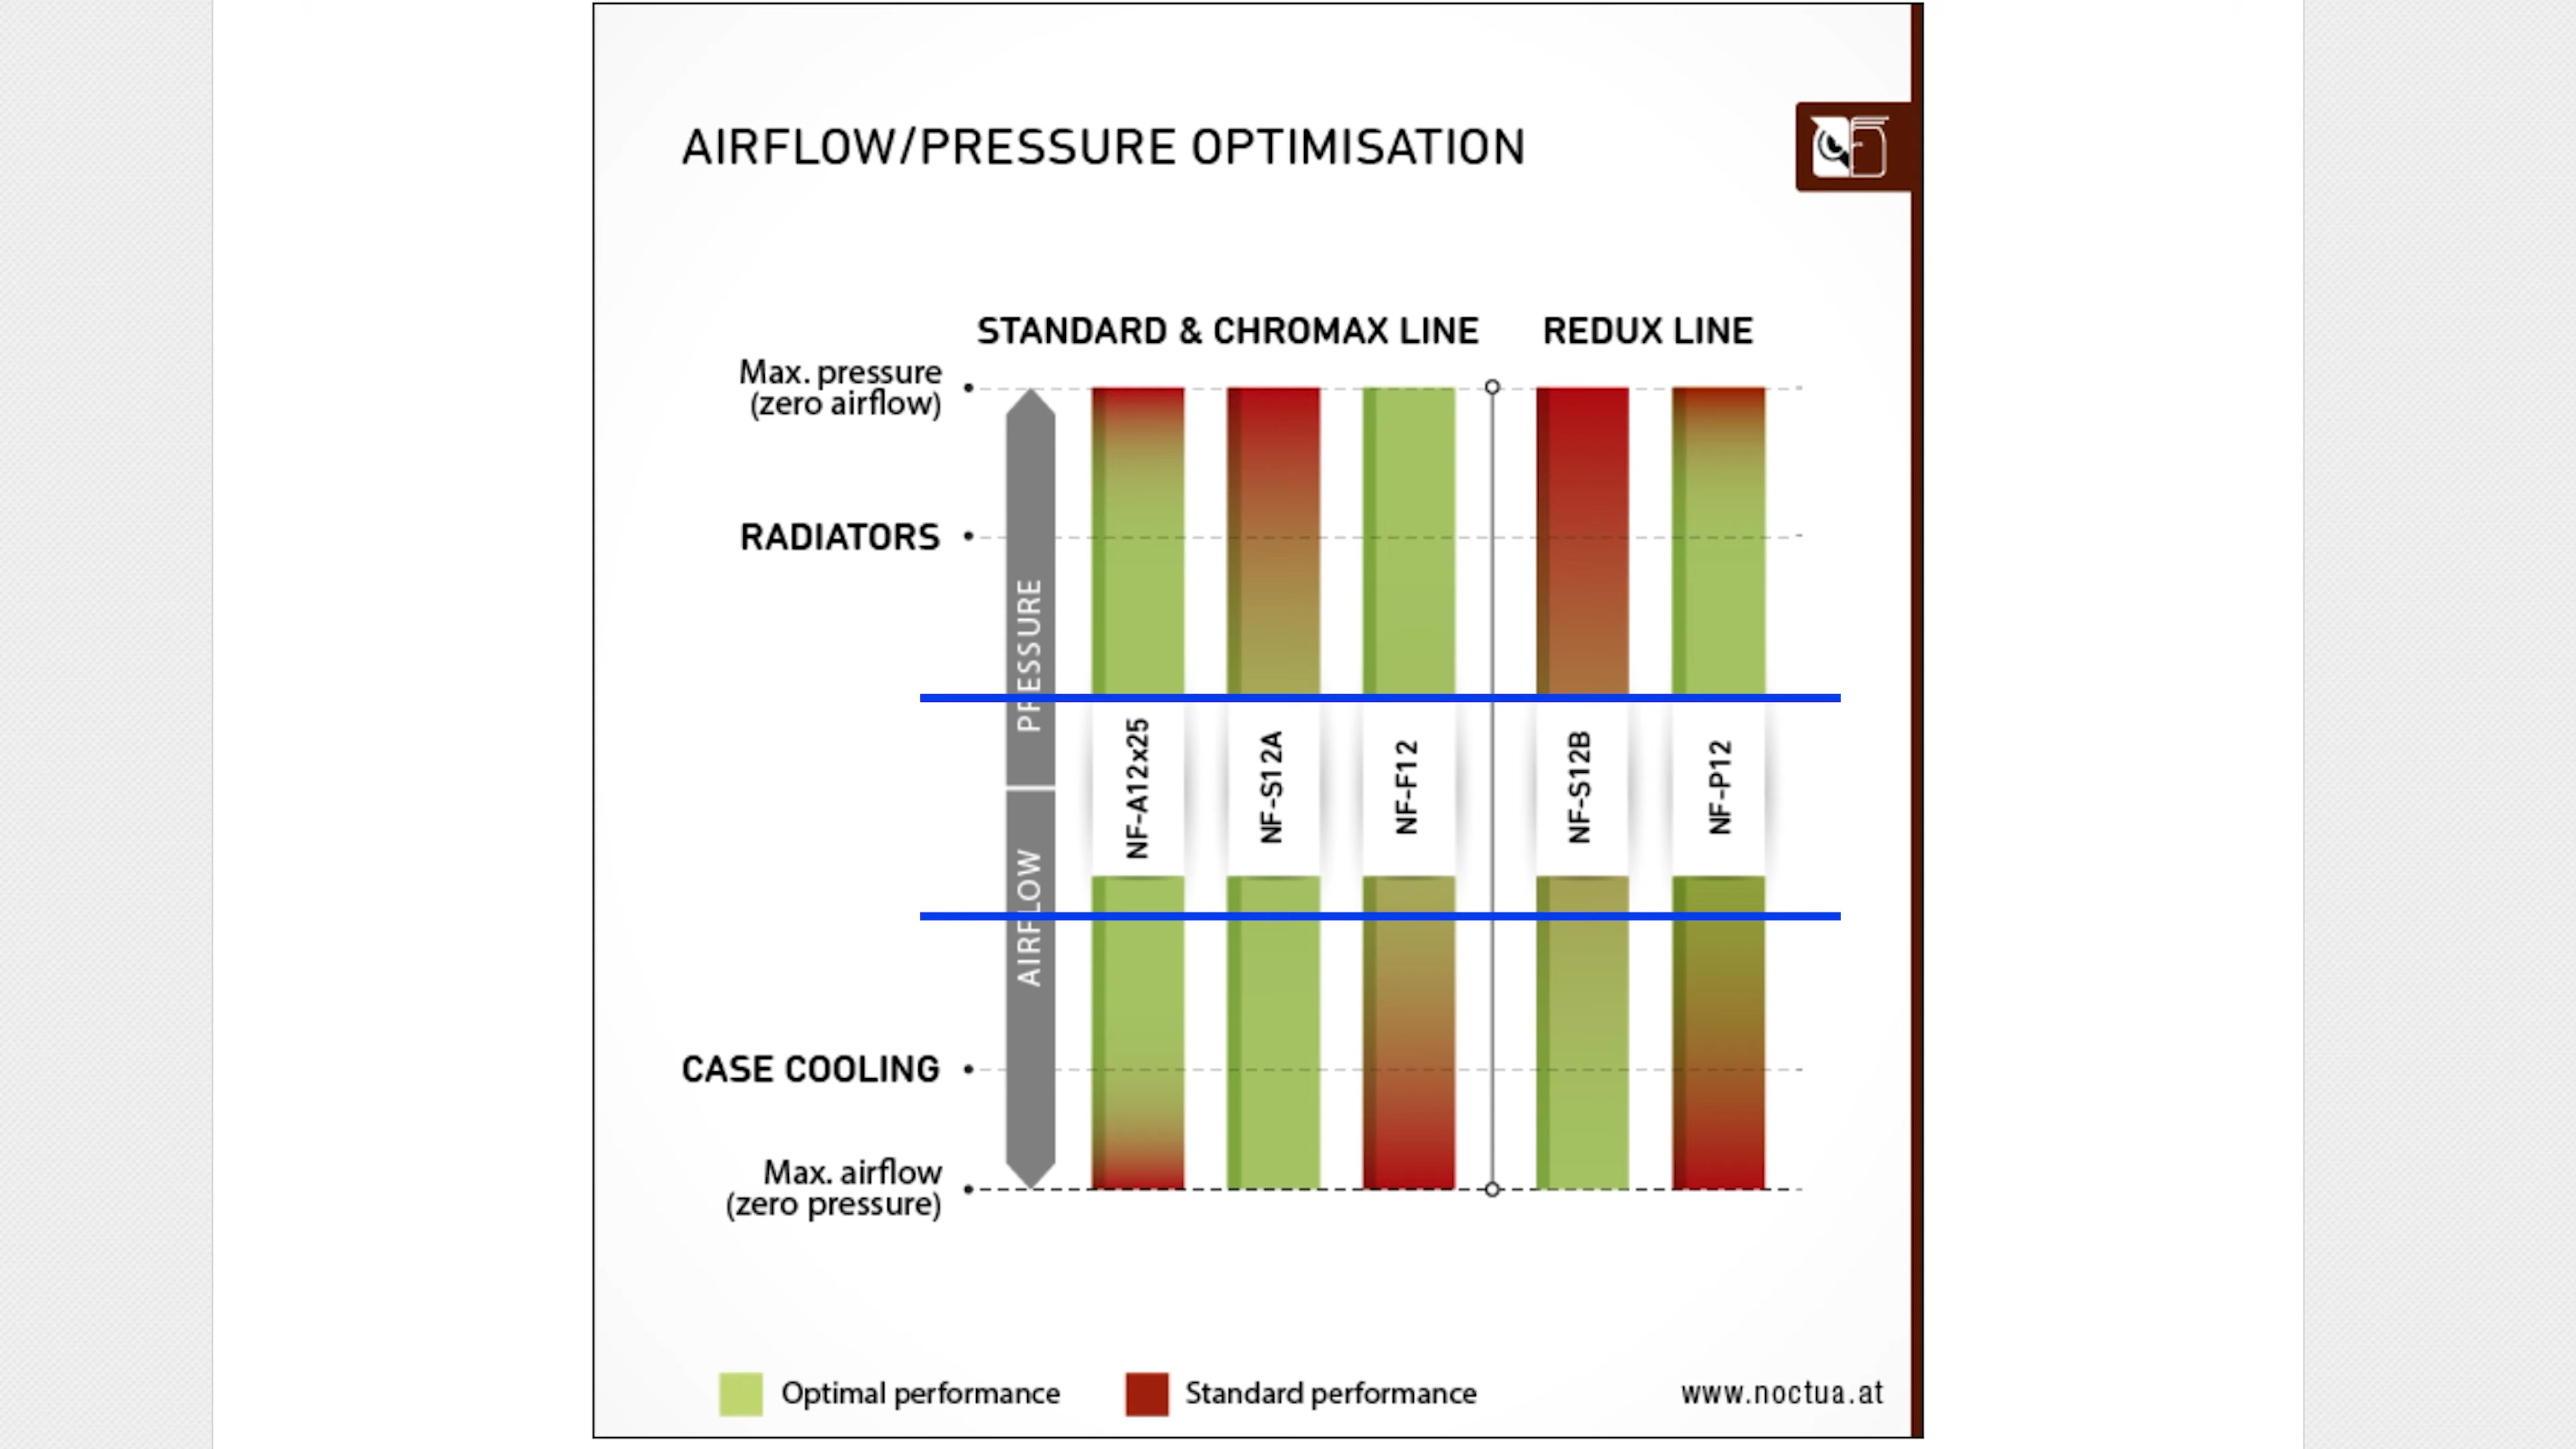 AIRFLOW/PRESSURE OPTIMISATION
STANDARD & CHROMAX LINE
REDUX LINE
Max. pressure
(zero airflow)
RADIATORS
PRESSURE
NF-A12x25
NF-S12A
NF-F12
NF-S12B
NF-P12
AIRFLOW
CASE COOLING
Max. airflow
(zero pressure)
Optimal performance
Standard performance
www.noctua.at